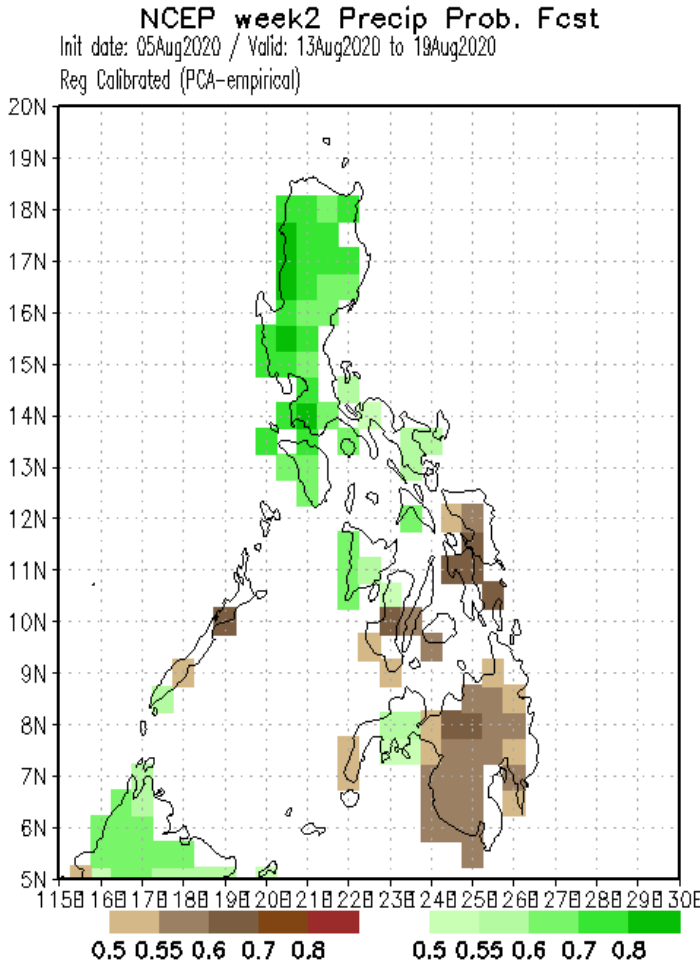 NCEP week2 Precip Prob. Fcst
Init date: 05Aug2020 / Valid: 13Aug2020 to 19Aug2020
Reg Calibrated (PCA-empirical)
20N
19N
18N
17N
16N
15N
14N
13N
12N
11N
10N
9N
8N
7N
6N
5N
115E 116E 117E 118E 119E 120E 121E 122E 123E 124E 125E 126E 127E 128E 129E 130E
0.5 0.55 0.6 0.7 0.8 0.5 0.55 0.6 0.7 0.8